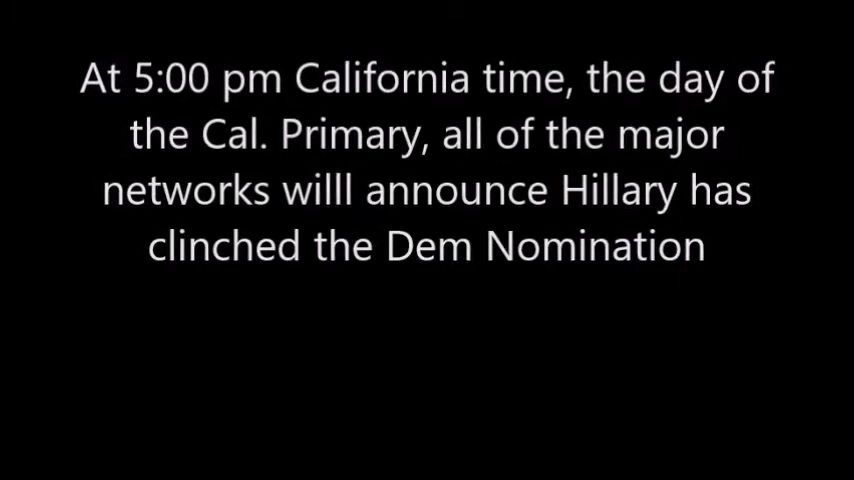 At 5:00 pm California time, the day of
the Cal. Primary, all of the major
networks willl announce Hillary has
clinched the Dem Nomination